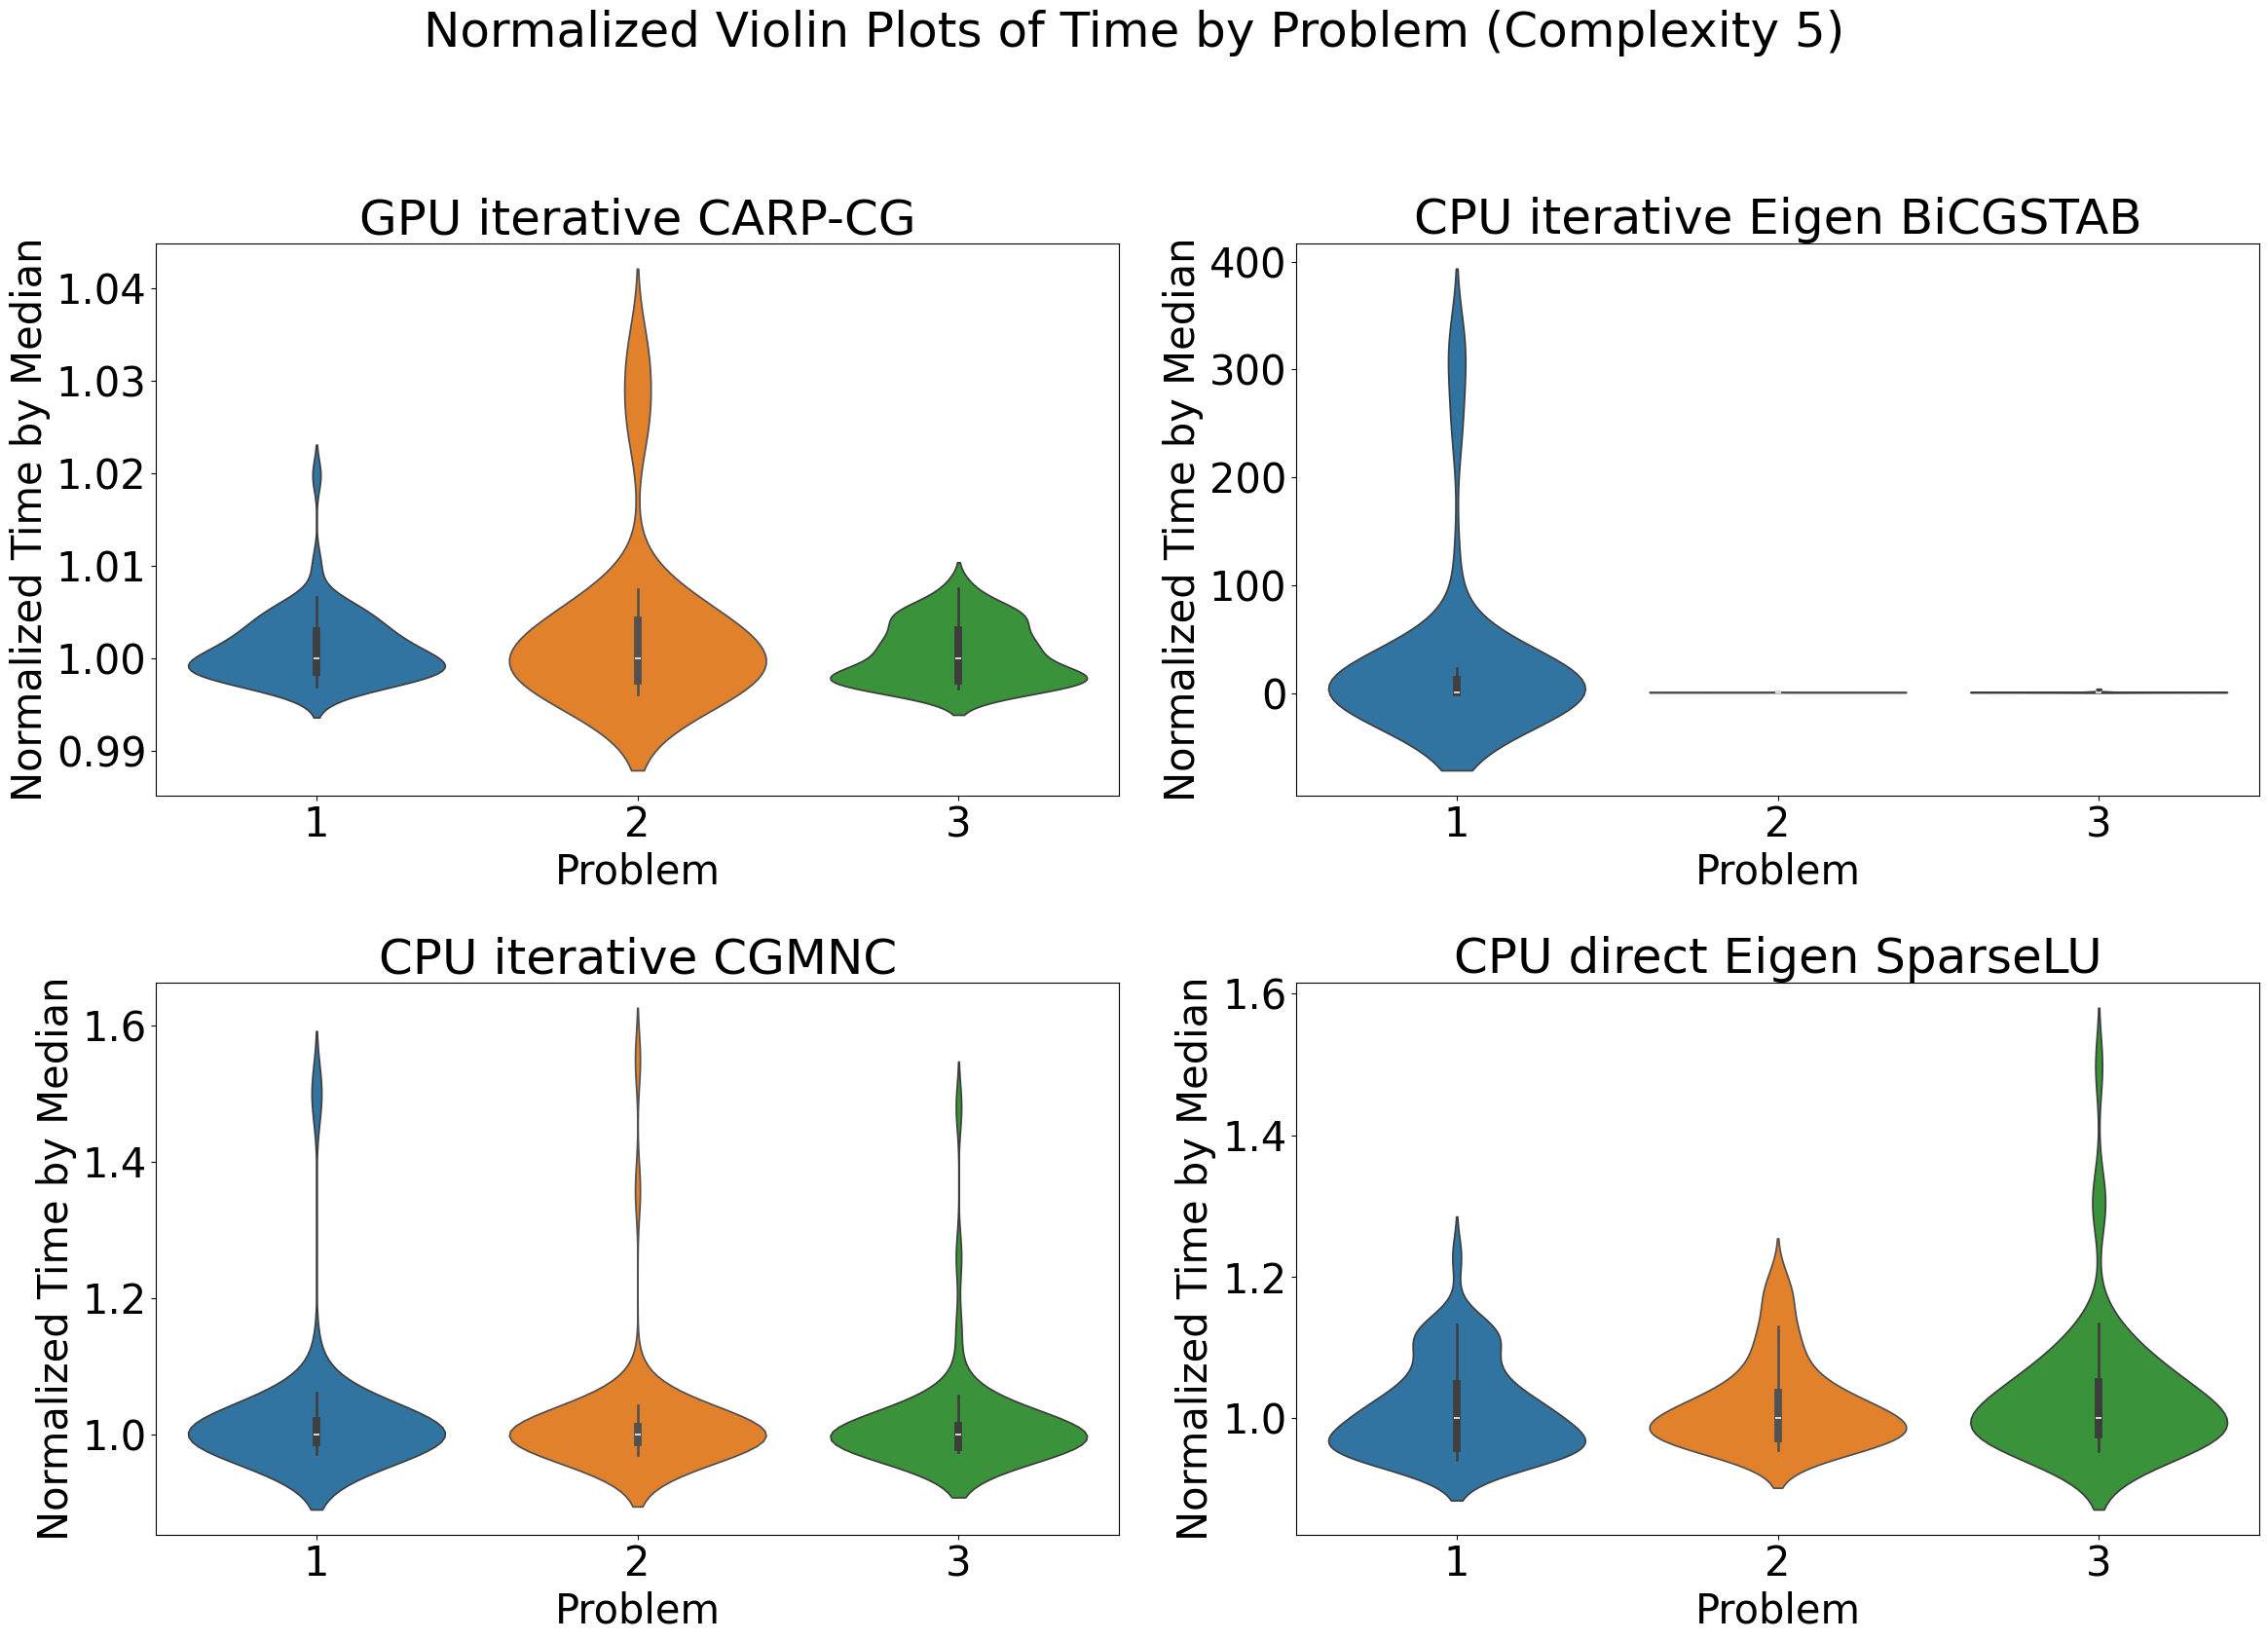 Normalized Violin Plots of Time by Problem (Complexity 5)
GPU iterative CARP-CG
Normalized Time by Median
1.04
1.03
1.02
1.01
1.00
0.99
1 2 3
Problem
CPU iterative Eigen BiCGSTAB
Normalized Time by Median
400
300
200
100
0
1 2 3
Problem
CPU iterative CGMNC
Normalized Time by Median
1.6
1.4
1.2
1.0
1 2 3
Problem
CPU direct Eigen SparseLU
Normalized Time by Median
1.6
1.4
1.2
1.0
1 2 3
Problem